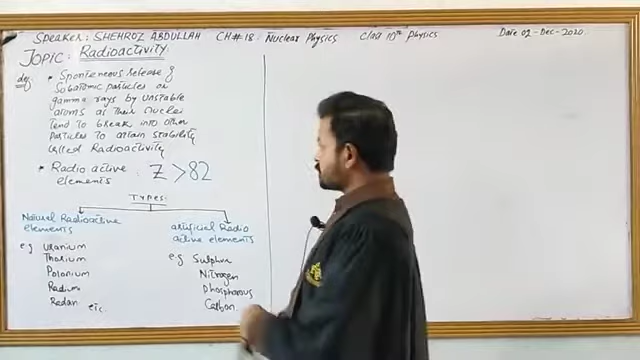 Speaker: SHEHROZ ABDULLAH CH#18: Nuclear Physics Class 10th Physics Date 02-Dec-2020
TOPIC: Radioactivity:
def: • Spontaneous release of
Subatomic particles or
gamma rays by unstable
atoms as their nuclei
tend to break into other
particles to attain stability
called Radioactivity
• Radio active : Z >82
elements
TYPES:
Natural Radioactive
elements
e.g Uranium
Thorium
Polonium
Radium
Radon etc.
artificial Radio
active elements
e.g Sulphur
Nitrogen
Phosphorous
Carbon